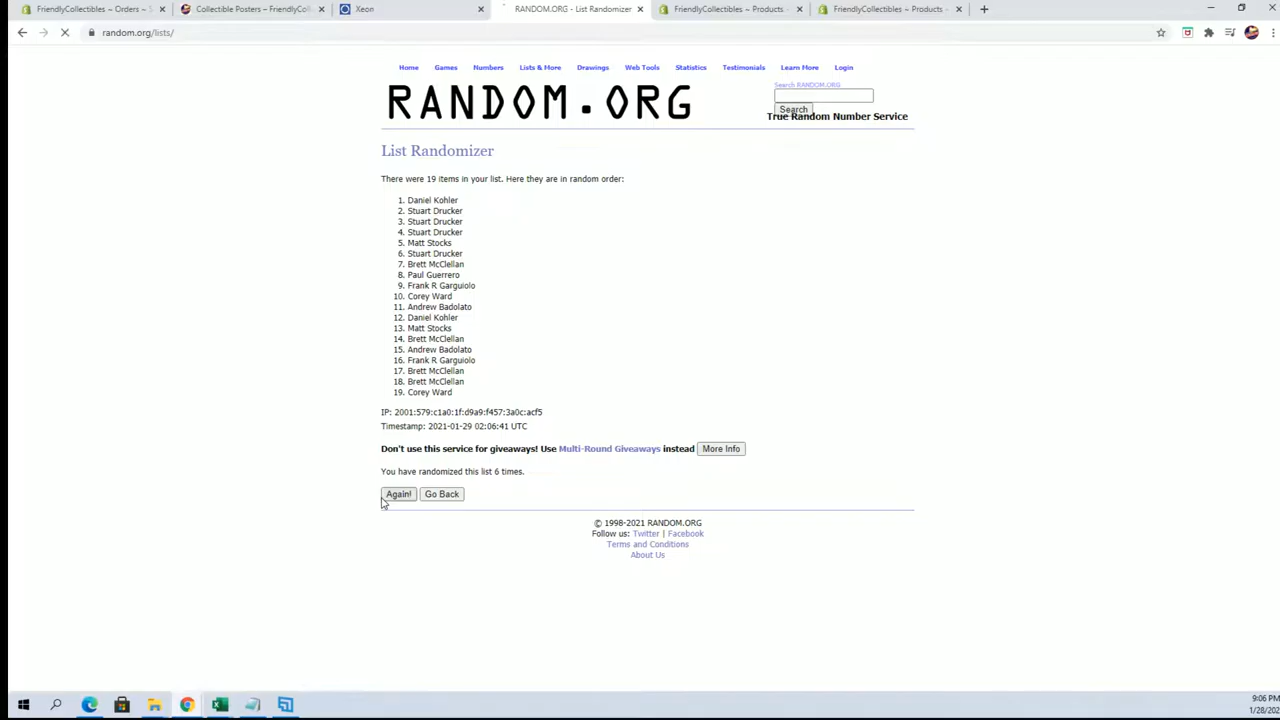 FriendlyCollectibles ~ Orders ~ S
Collectible Posters – FriendlyColl
Xeon
RANDOM.ORG - List Randomizer
FriendlyCollectibles ~ Products ~
FriendlyCollectibles ~ Products ~
random.org/lists/
Home Games Numbers Lists & More Drawings Web Tools Statistics Testimonials Learn More Login
Search RANDOM.ORG
RANDOM.ORG
Search
True Random Number Service
List Randomizer
There were 19 items in your list. Here they are in random order:
1. Daniel Kohler
2. Stuart Drucker
3. Stuart Drucker
4. Stuart Drucker
5. Matt Stocks
6. Stuart Drucker
7. Brett McClellan
8. Paul Guerrero
9. Frank R Garguiolo
10. Corey Ward
11. Andrew Badolato
12. Daniel Kohler
13. Matt Stocks
14. Brett McClellan
15. Andrew Badolato
16. Frank R Garguiolo
17. Brett McClellan
18. Brett McClellan
19. Corey Ward
IP: 2001:579:c1a0:1f:d9a9:f457:3a0c:acf5
Timestamp: 2021-01-29 02:06:41 UTC
Don't use this service for giveaways! Use Multi-Round Giveaways instead More Info
You have randomized this list 6 times.
Again! Go Back
© 1998-2021 RANDOM.ORG
Follow us: Twitter | Facebook
Terms and Conditions
About Us
9:06 PM
1/28/202